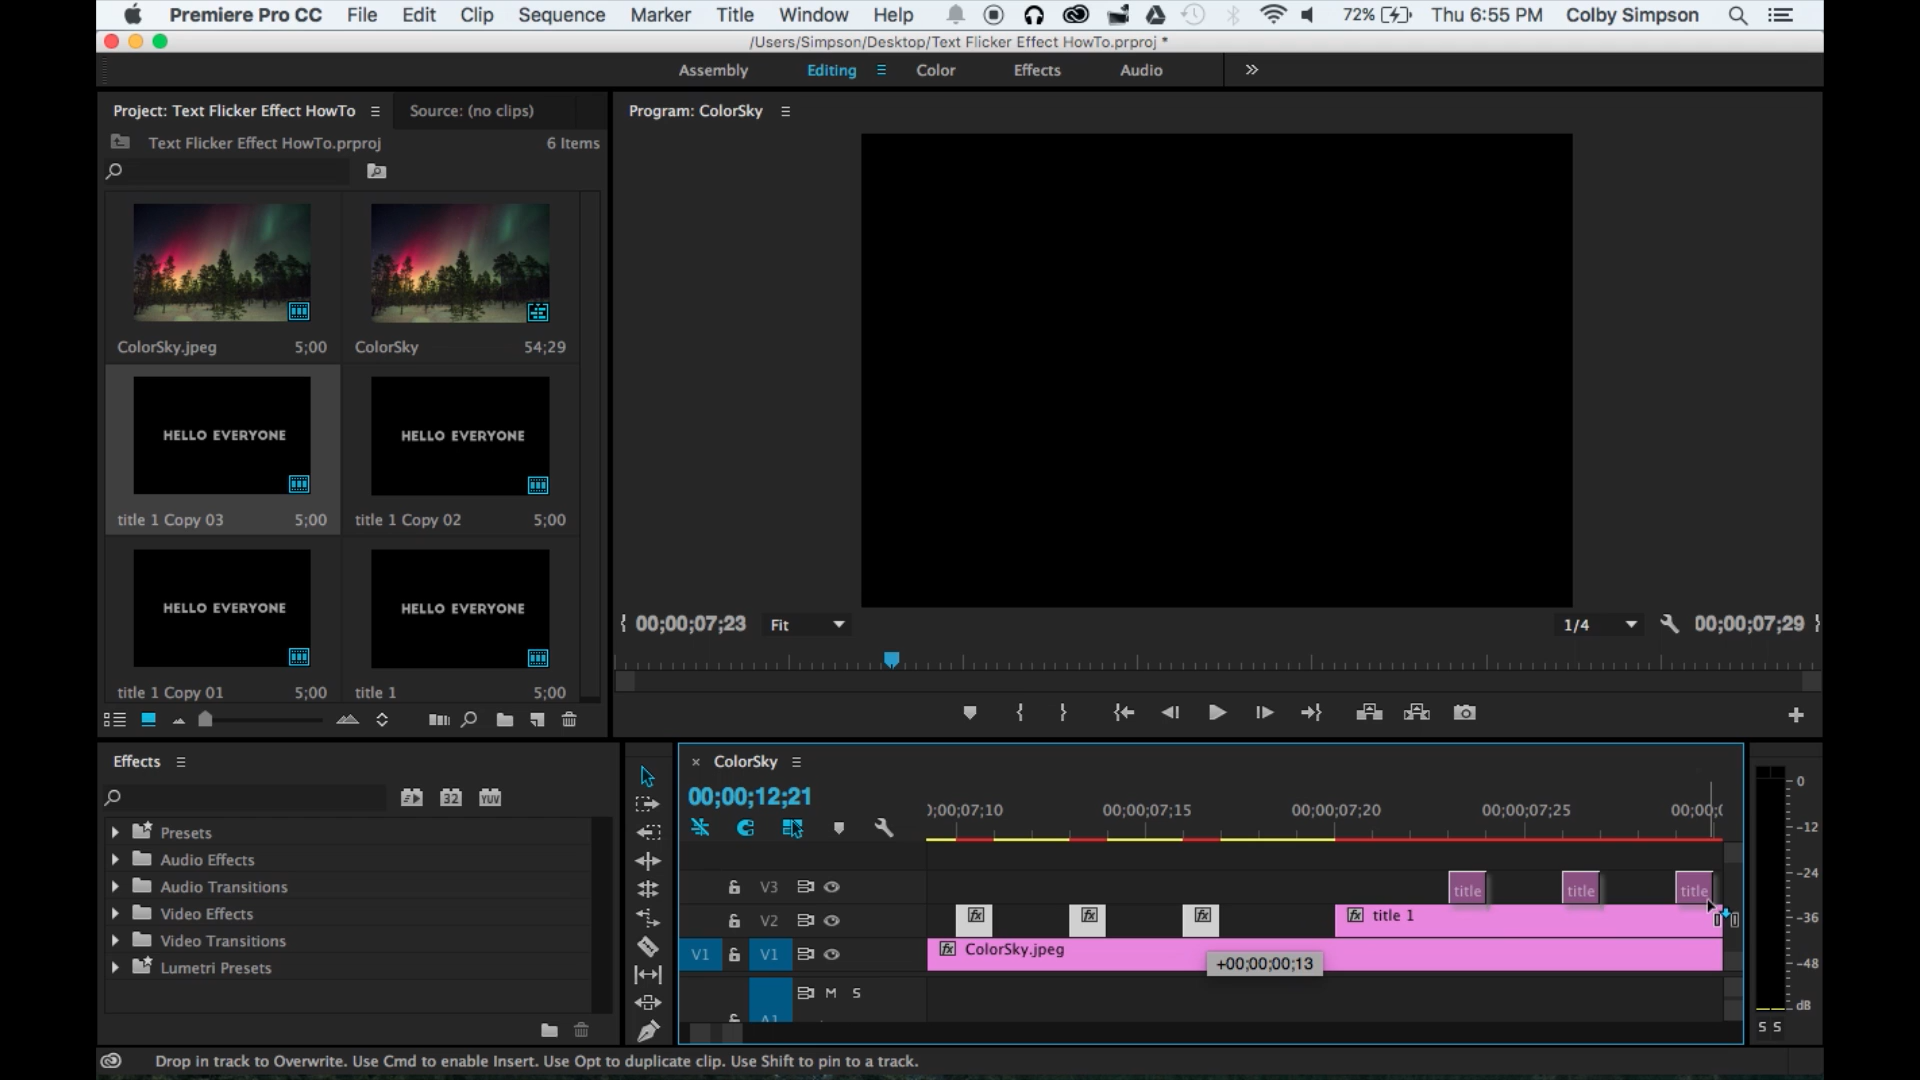 Premiere Pro CC File Edit Clip Sequence Marker Title Window Help 72% Thu 6:55 PM Colby Simpson
/Users/Simpson/Desktop/Text Flicker Effect HowTo.prproj *
Assembly Editing Color Effects Audio
Project: Text Flicker Effect HowTo Source: (no clips) Program: ColorSky
Text Flicker Effect HowTo.prproj 6 Items
ColorSky.jpeg 5;00 ColorSky 54;29
HELLO EVERYONE HELLO EVERYONE
title 1 Copy 03 5;00 title 1 Copy 02 5;00
HELLO EVERYONE HELLO EVERYONE
00;00;07;23 Fit 1/4 00;00;07;29
title 1 Copy 01 5;00 title 1 5;00
Effects ColorSky
00;00;12;21
32 YUV
);00;07;10 00;00;07;15 00;00;07;20 00;00;07;25 00;00;(
Presets
Audio Effects
Audio Transitions
Video Effects
Video Transitions
Lumetri Presets
V3 title title title
V2 fx fx fx fx title 1
V1 V1 fx ColorSky.jpeg
+00;00;00;13
M S
A1
0
-12
-24
-36
-48
dB
S S
Drop in track to Overwrite. Use Cmd to enable Insert. Use Opt to duplicate clip. Use Shift to pin to a track.